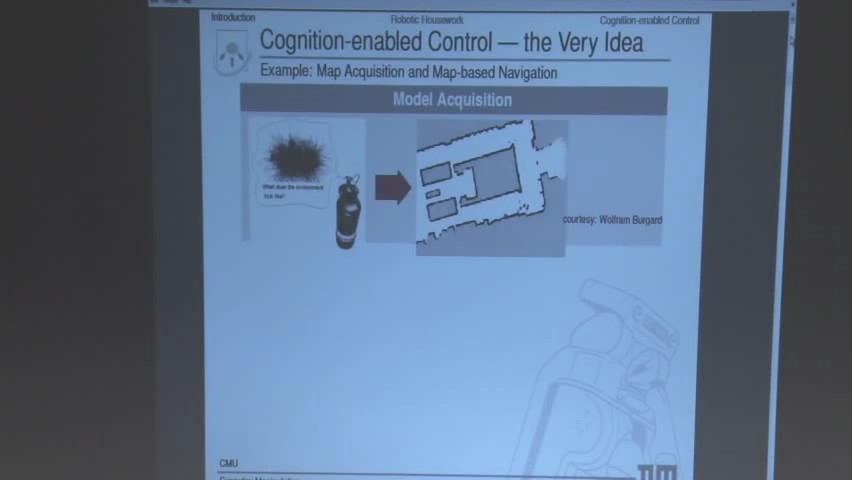 Introduction
Robotic Housework
Cognition-enabled Control
Cognition-enabled Control — the Very Idea
Example: Map Acquisition and Map-based Navigation
Model Acquisition
What does the environment
look like?
courtesy: Wolfram Burgard
CMU